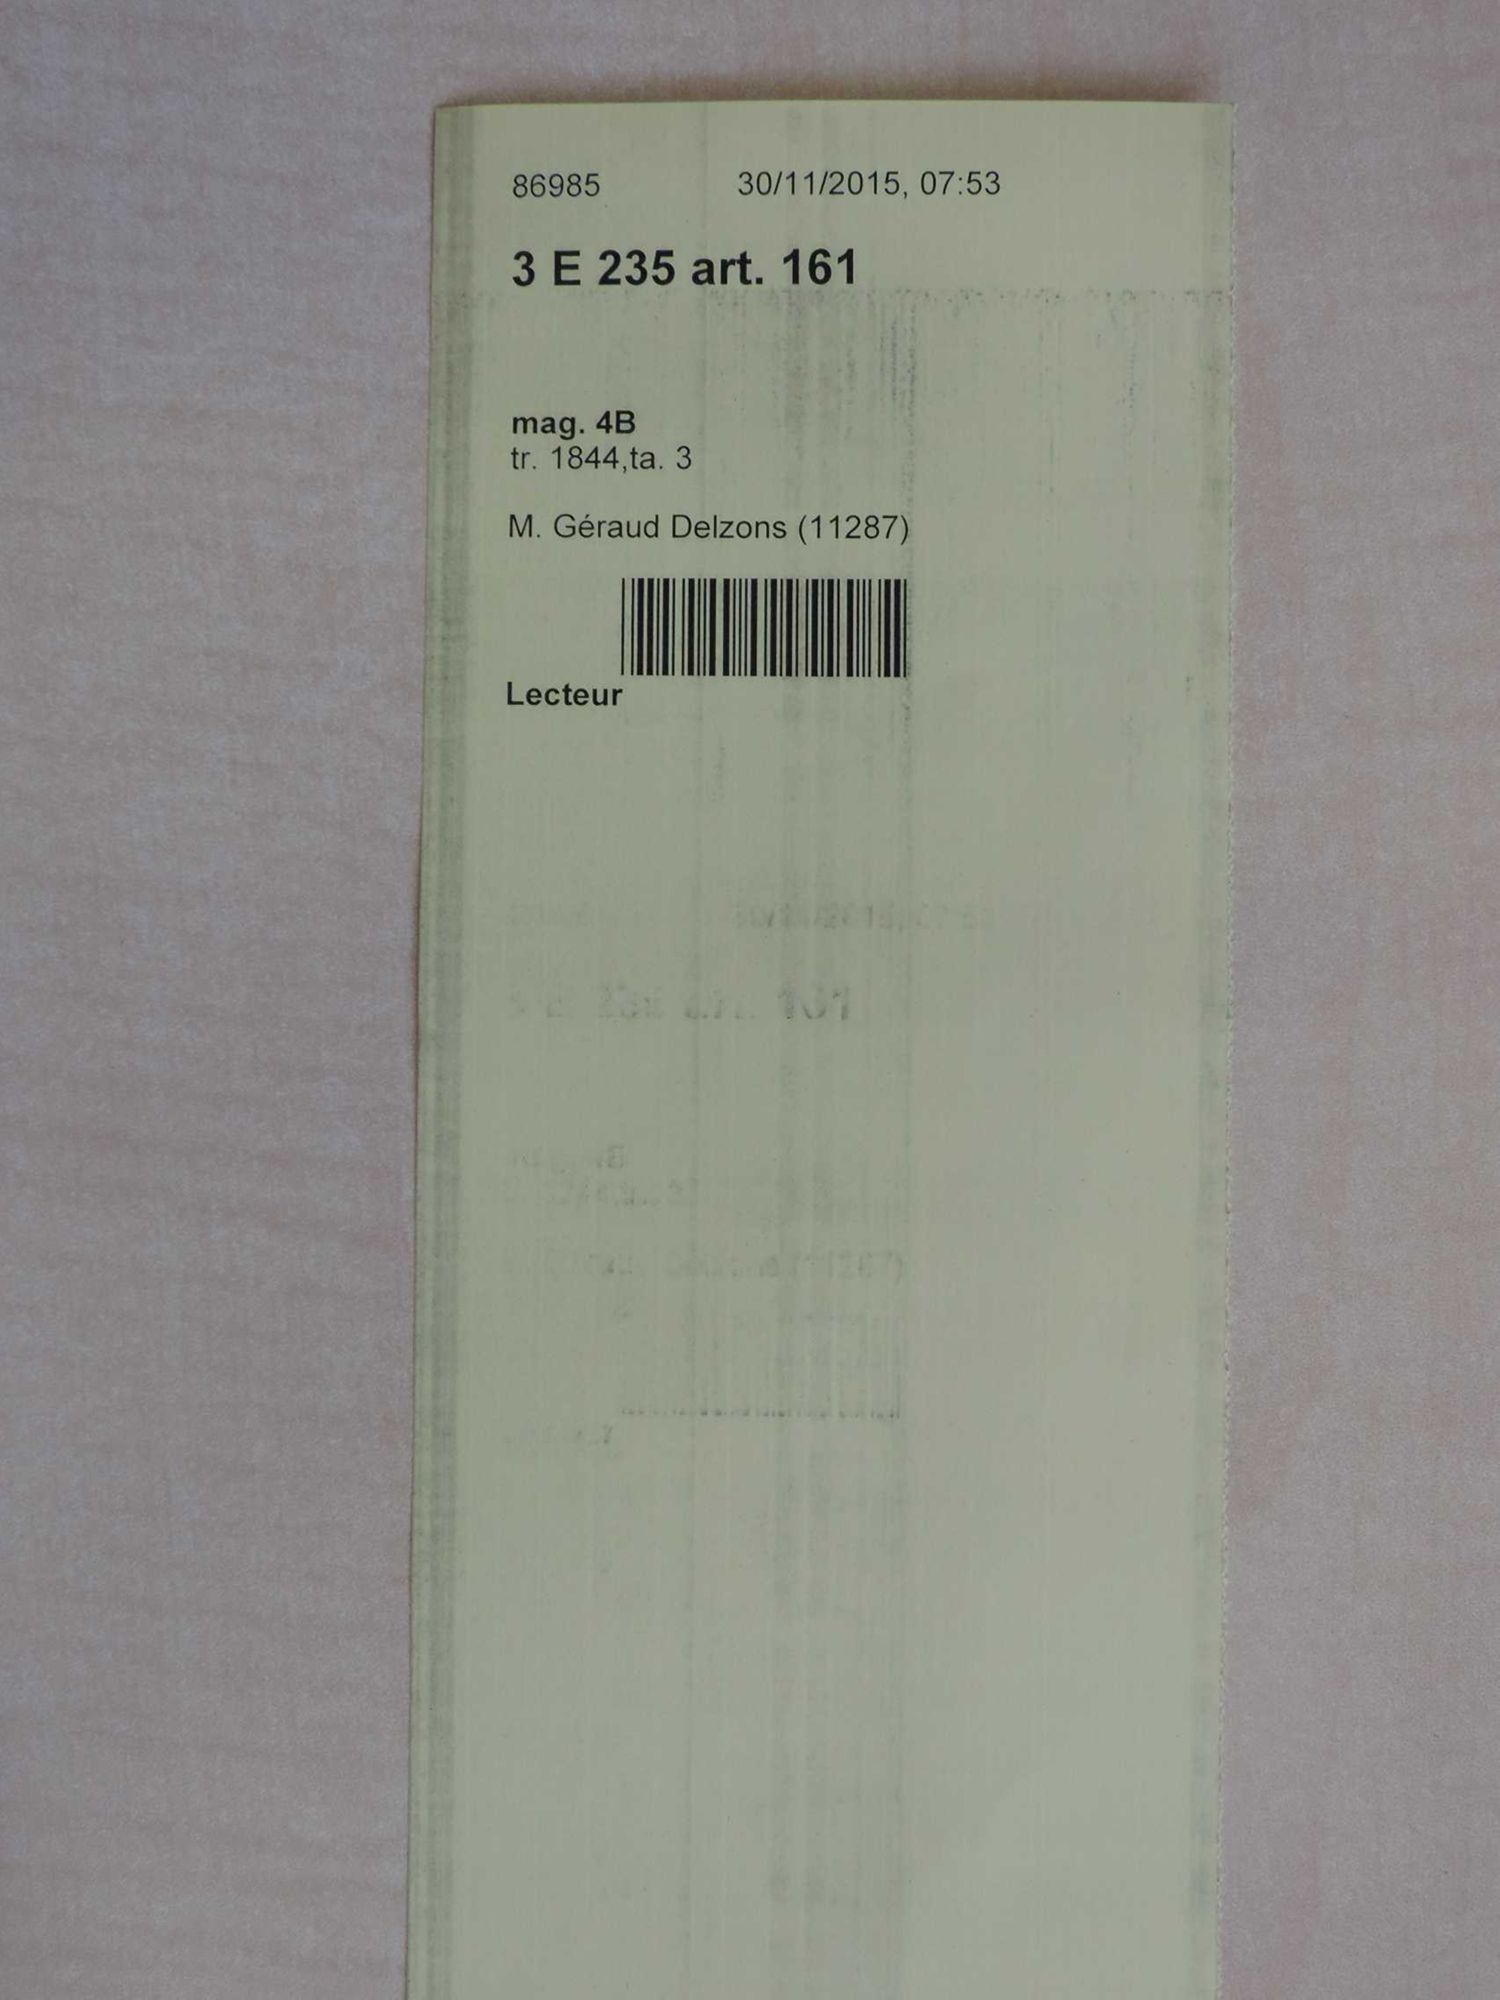 86985 30/11/2015, 07:53
3 E 235 art. 161
mag. 4B
tr. 1844,ta. 3
M. Géraud Delzons (11287)
Lecteur